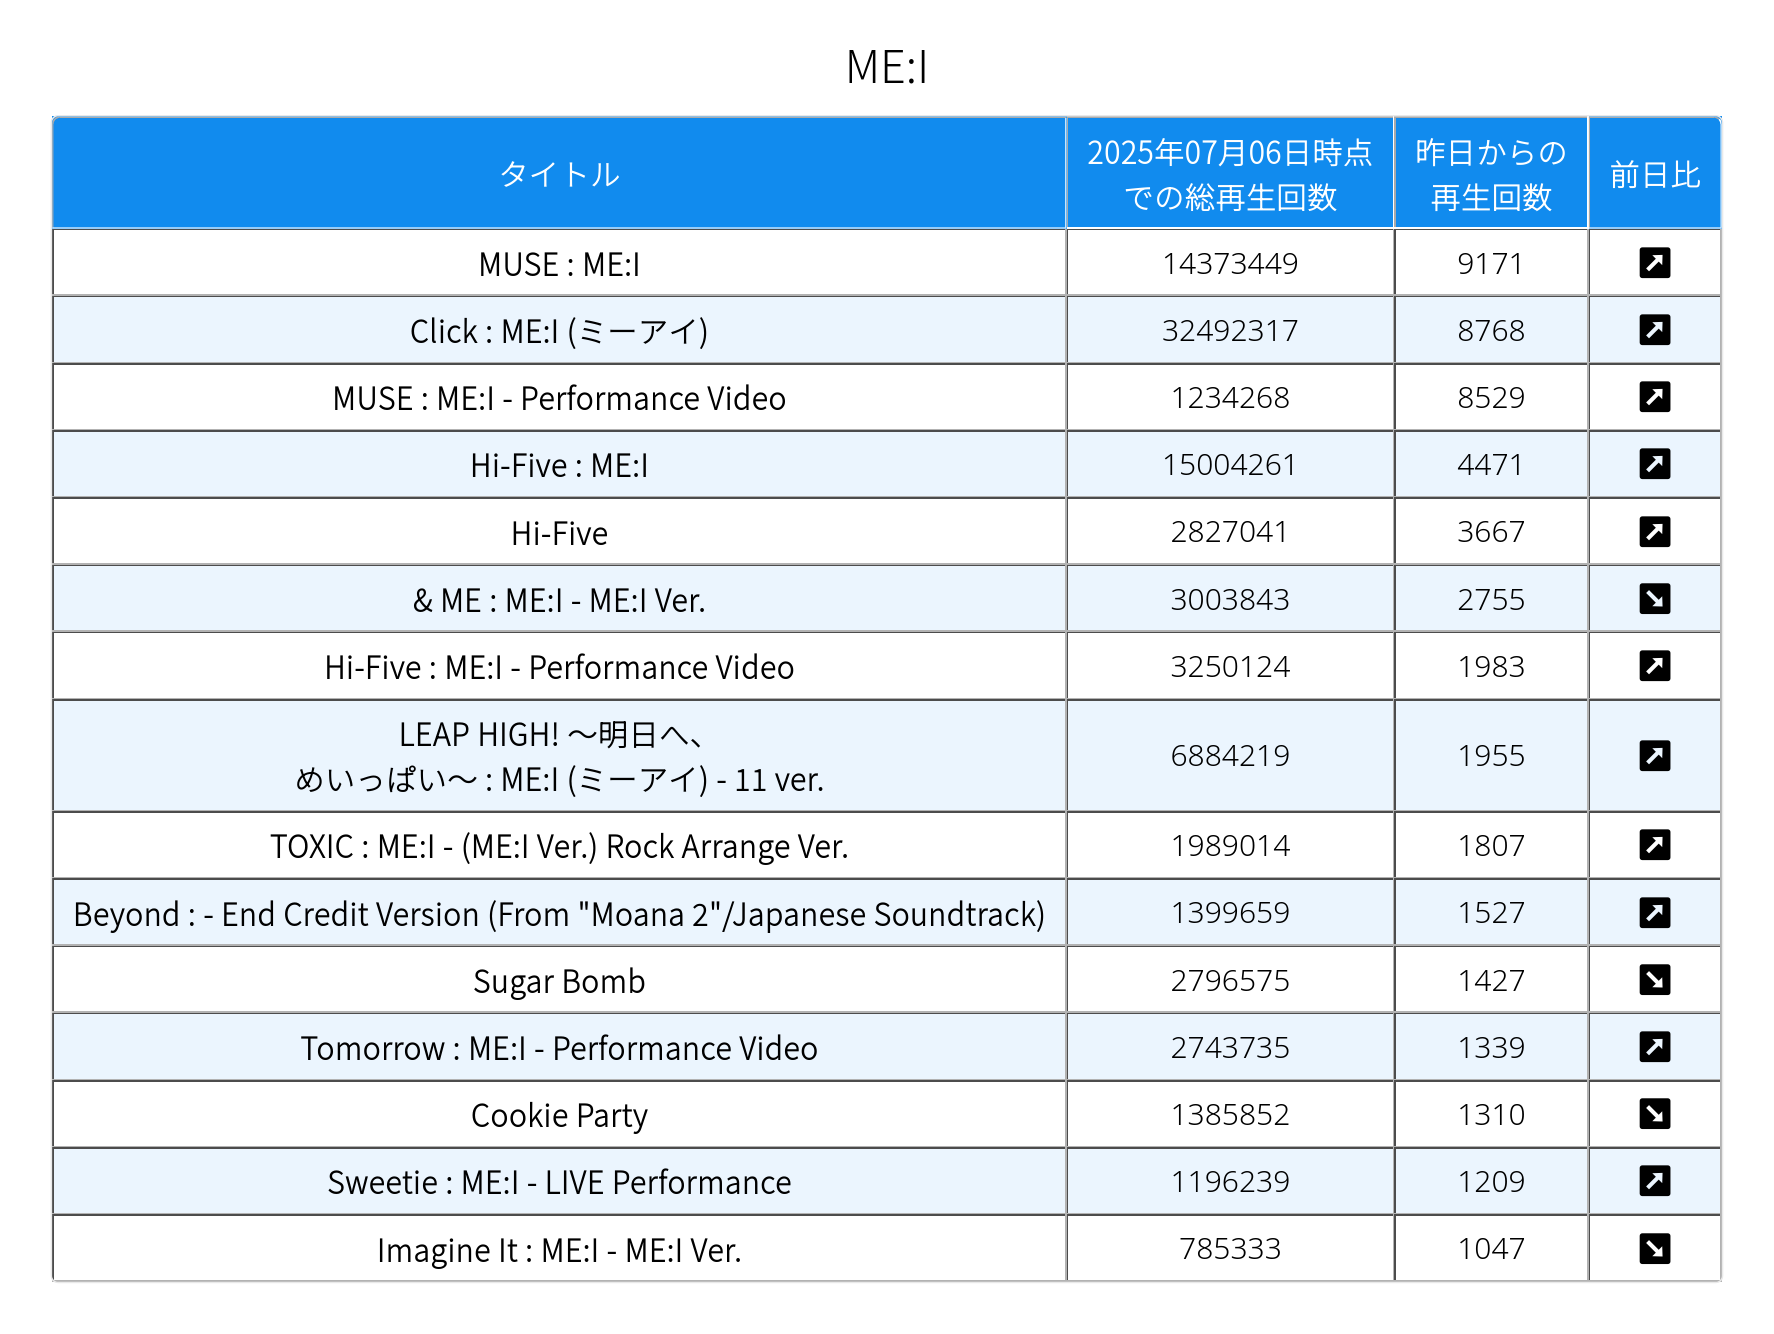 ME:I
タイトル
2025年07月06日時点
での総再生回数
昨日からの
再生回数
前日比
MUSE : ME:I 14373449 9171
Click : ME:I (ミーアイ) 32492317 8768
MUSE : ME:I - Performance Video 1234268 8529
Hi-Five : ME:I 15004261 4471
Hi-Five 2827041 3667
& ME : ME:I - ME:I Ver. 3003843 2755
Hi-Five : ME:I - Performance Video 3250124 1983
LEAP HIGH! ～明日へ、
めいっぱい～ : ME:I (ミーアイ) - 11 ver. 6884219 1955
TOXIC : ME:I - (ME:I Ver.) Rock Arrange Ver. 1989014 1807
Beyond : - End Credit Version (From "Moana 2"/Japanese Soundtrack) 1399659 1527
Sugar Bomb 2796575 1427
Tomorrow : ME:I - Performance Video 2743735 1339
Cookie Party 1385852 1310
Sweetie : ME:I - LIVE Performance 1196239 1209
Imagine It : ME:I - ME:I Ver. 785333 1047